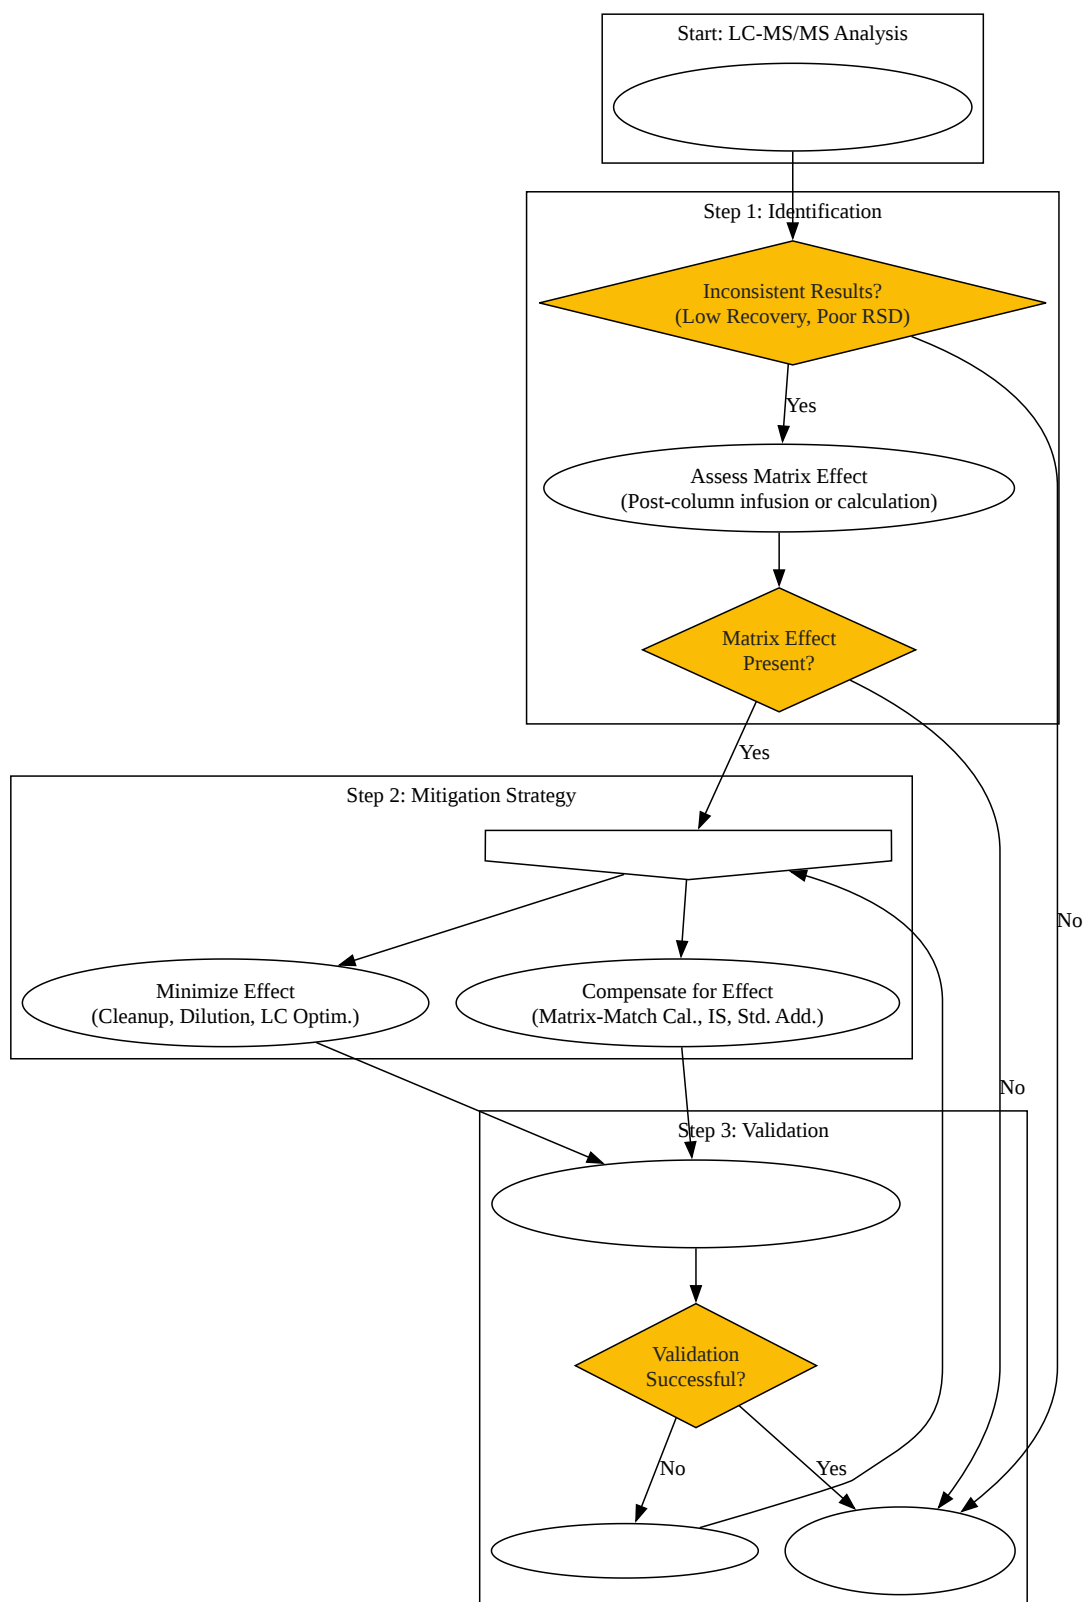 Start: LC-MS/MS Analysis
Step 1: Identification
Inconsistent Results?
(Low Recovery, Poor RSD)
Yes
Assess Matrix Effect
(Post-column infusion or calculation)
Matrix Effect
Present?
Yes
Step 2: Mitigation Strategy
No
Minimize Effect
(Cleanup, Dilution, LC Optim.)
Compensate for Effect
(Matrix-Match Cal., IS, Std. Add.)
No
Step 3: Validation
Validation
Successful?
No
Yes